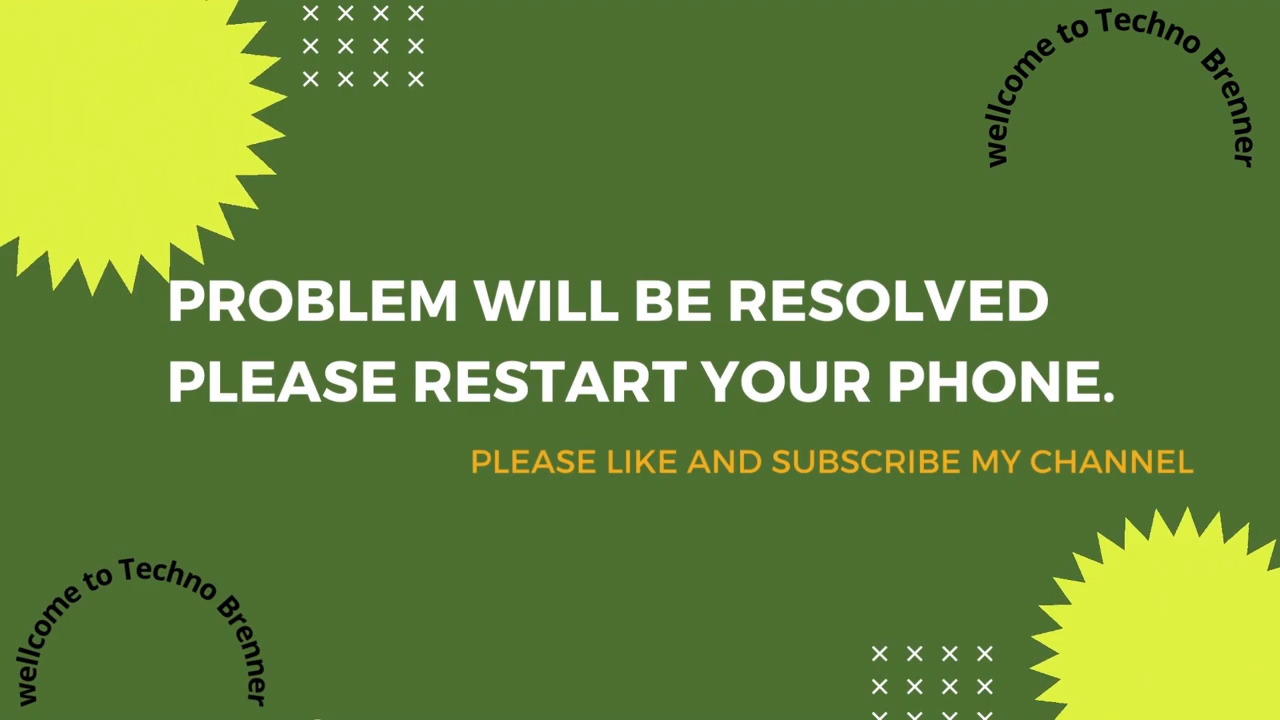 wellcome to Techno Brenner
PROBLEM WILL BE RESOLVED
PLEASE RESTART YOUR PHONE.
PLEASE LIKE AND SUBSCRIBE MY CHANNEL
wellcome to Techno Brenner